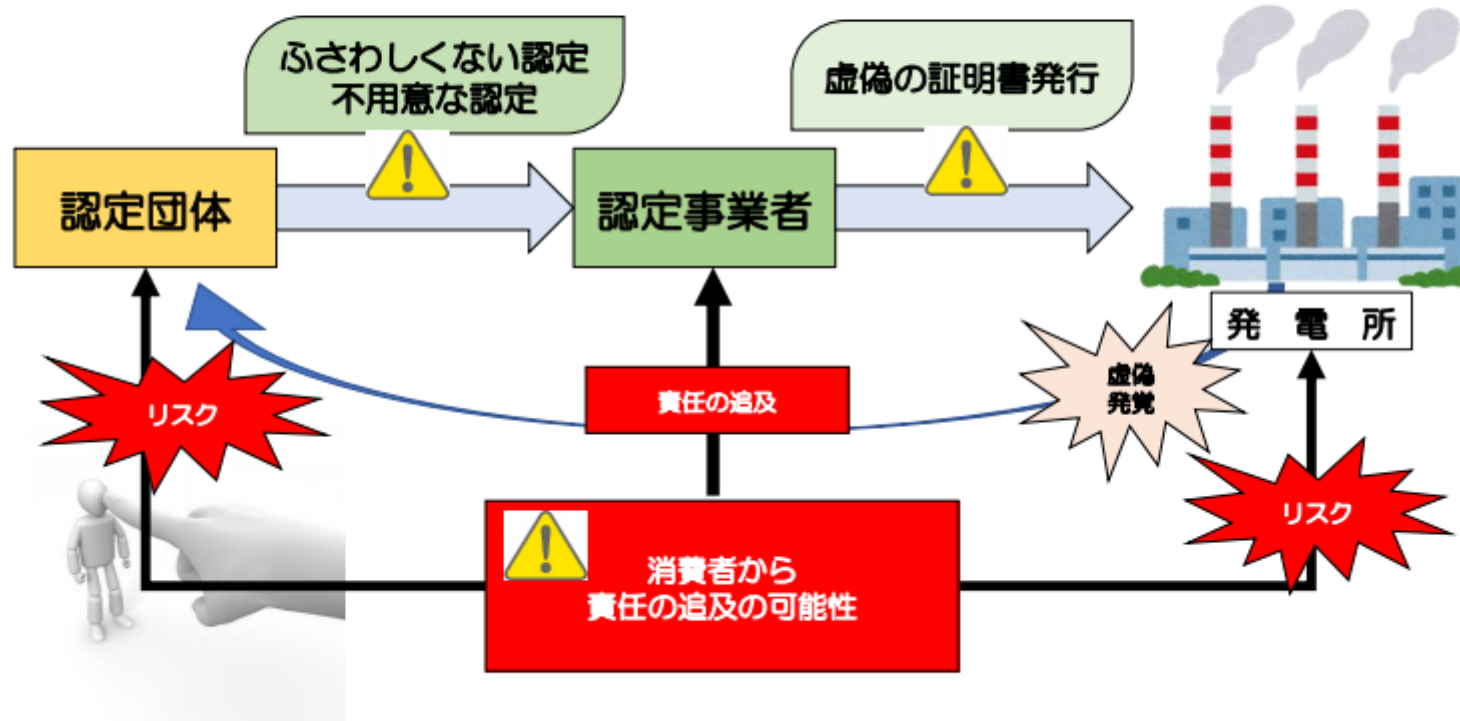 ふさわしくない認定
不用意な認定
虚偽の証明書発行
認定団体
認定事業者
発電所
虚偽
発覚
責任の追及
リスク
リスク
消費者から
責任の追及の可能性